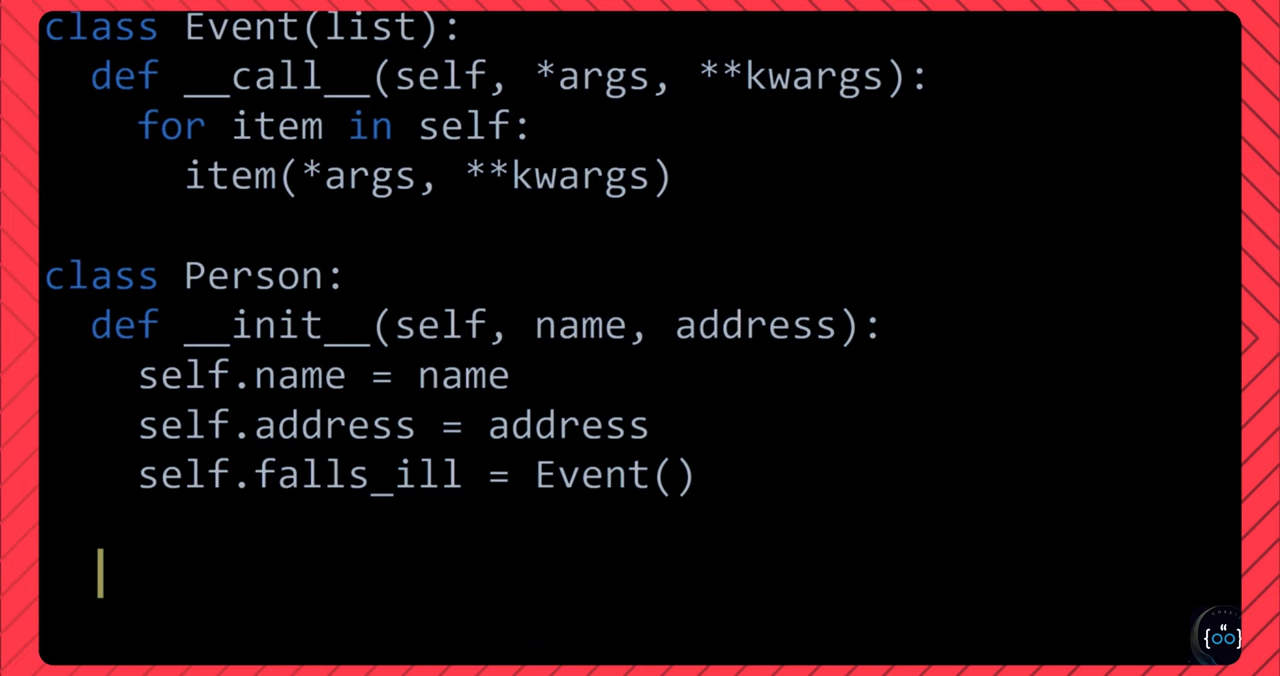 class Event(list):
  def __call__(self, *args, **kwargs):
    for item in self:
      item(*args, **kwargs)
class Person:
  def __init__(self, name, address):
    self.name = name
    self.address = address
    self.falls_ill = Event()